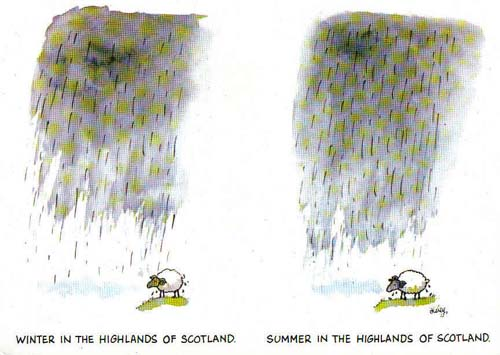 WINTER IN THE HIGHLANDS OF SCOTLAND.
SUMMER IN THE HIGHLANDS OF SCOTLAND.